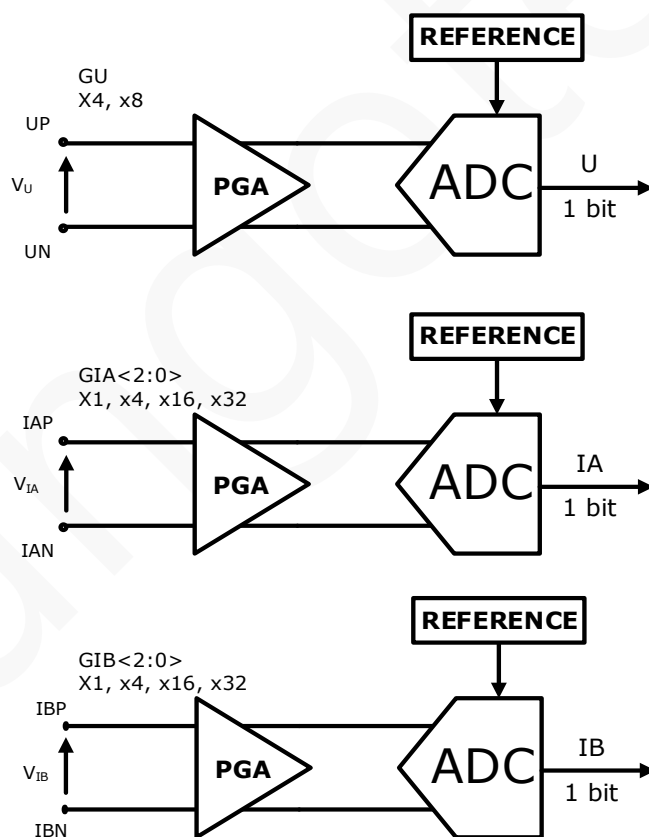 REFERENCE
GU
X4, x8
UP
VU
UN
PGA
ADC
U
1 bit
REFERENCE
GIA<2:0>
X1, x4, x16, x32
IAP
VIA
IAN
PGA
ADC
IA
1 bit
REFERENCE
GIB<2:0>
X1, x4, x16, x32
IBP
VIB
IBN
PGA
ADC
IB
1 bit